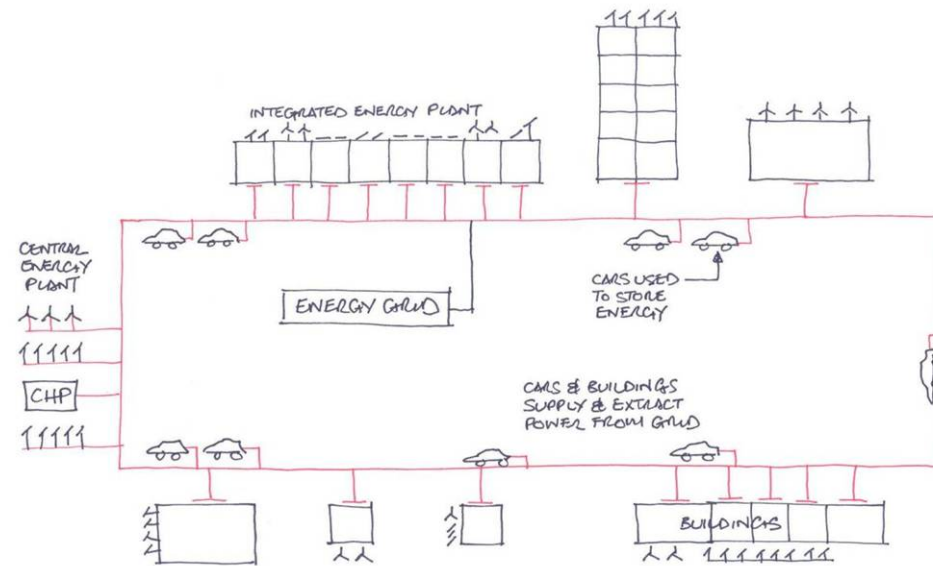 INTEGRATED ENERGY PLANT
CENTRAL
ENERGY
PLANT
ENERGY GRID
CARS USED
TO STORE
ENERGY
CHP
CARS & BUILDINGS
SUPPLY & EXTRACT
POWER FROM GRID
BUILDINGS